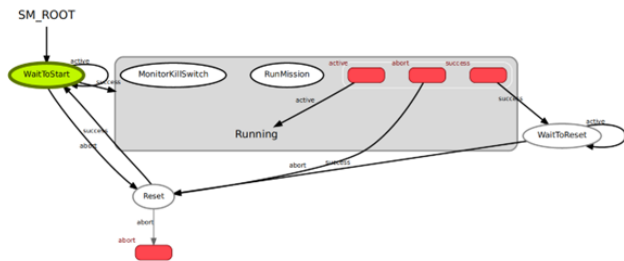 SM_ROOT
active
WaitToStart
success
MonitorKillSwitch
RunMission
active
abort
success
active
success
Running
active
WaitToReset
success
abort
abort
success
Reset
abort
abort